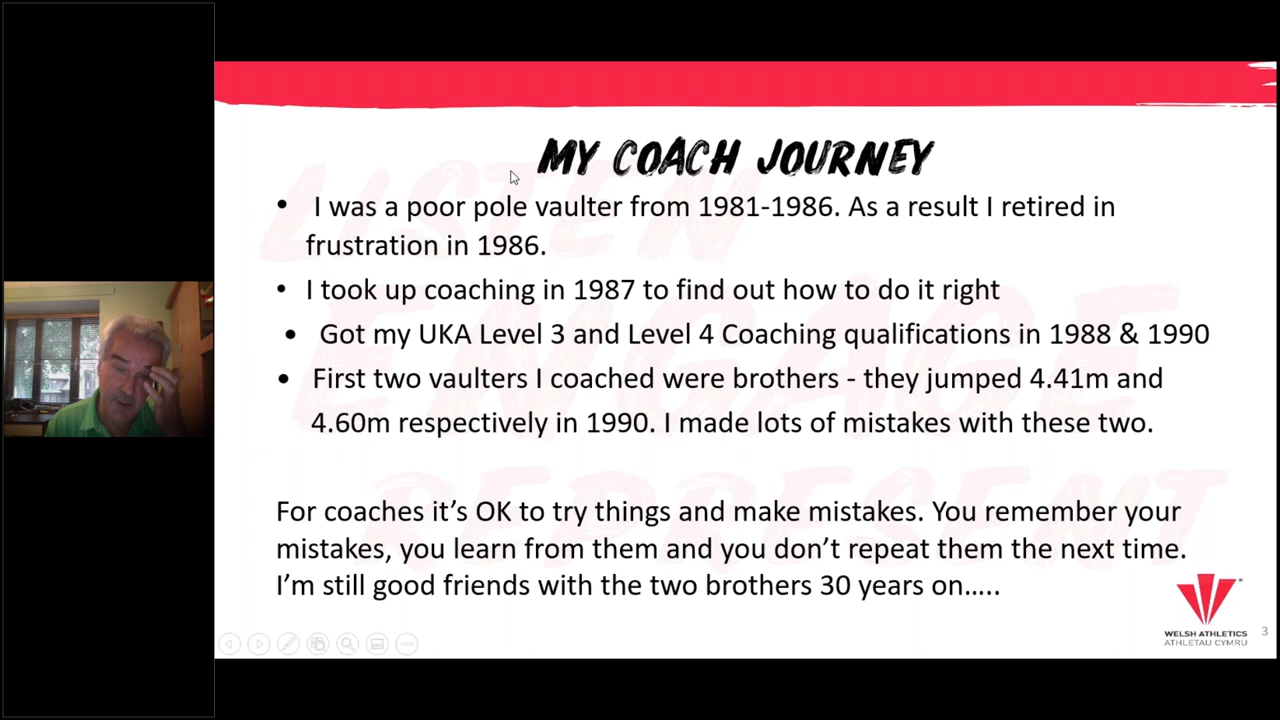 MY COACH JOURNEY
• I was a poor pole vaulter from 1981-1986. As a result I retired in
frustration in 1986.
• I took up coaching in 1987 to find out how to do it right
• Got my UKA Level 3 and Level 4 Coaching qualifications in 1988 & 1990
• First two vaulters I coached were brothers - they jumped 4.41m and
4.60m respectively in 1990. I made lots of mistakes with these two.
For coaches it’s OK to try things and make mistakes. You remember your
mistakes, you learn from them and you don’t repeat them the next time.
I’m still good friends with the two brothers 30 years on…..
LISTEN
ENGAGE
REPRESENT
WELSH ATHLETICS
ATHLETAU CYMRU
3